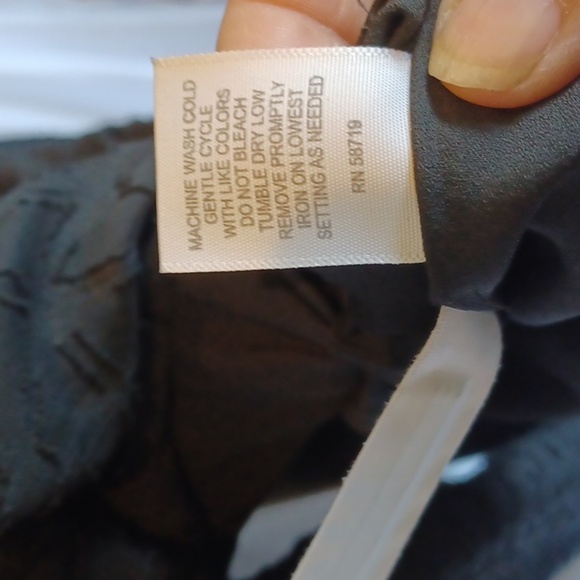 MACHINE WASH COLD
GENTLE CYCLE
WITH LIKE COLORS
DO NOT BLEACH
TUMBLE DRY LOW
REMOVE PROMPTLY
IRON ON LOWEST
SETTING AS NEEDED
RN 58719